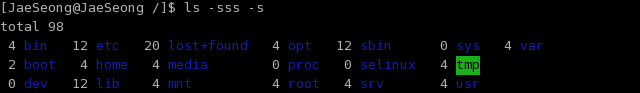 [JaeSeong@JaeSeong /]$ ls -sss -s
total 98
 4 bin   12 etc   20 lost+found   4 opt   12 sbin      0 sys   4 var
 2 boot   4 home   4 media        0 proc   0 selinux   4 tmp
 0 dev   12 lib    4 mnt          4 root   4 srv       4 usr